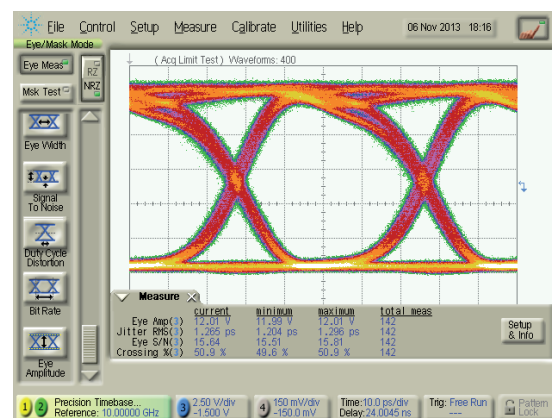 File Control Setup Measure Calibrate Utilities Help 06 Nov 2013 18:16
Eye/Mask Mode
Eye Meas
RZ
NRZ
Msk Test
( Acq Limit Test ) Waveforms: 400
Eye Width
Signal
To Noise
Duty Cycle
Distortion
Bit Rate
Eye
Amplitude
Measure
current minimum maximum total meas
Eye Amp(3) 12.01 V 11.99 V 12.01 V 142
Jitter RMS(3) 1.265 ps 1.204 ps 1.296 ps 142
Eye S/N(3) 15.64 15.51 15.81 142
Crossing %(3) 50.9 % 49.6 % 50.9 % 142
Setup
& Info
1 2 Precision Timebase...
Reference: 10.00000 GHz
3 2.50 V/div
-1.500 V
4 150 mV/div
-150.0 mV
Time:10.0 ps/div
Delay:24.0045 ns
Trig: Free Run
---
Pattern
Lock